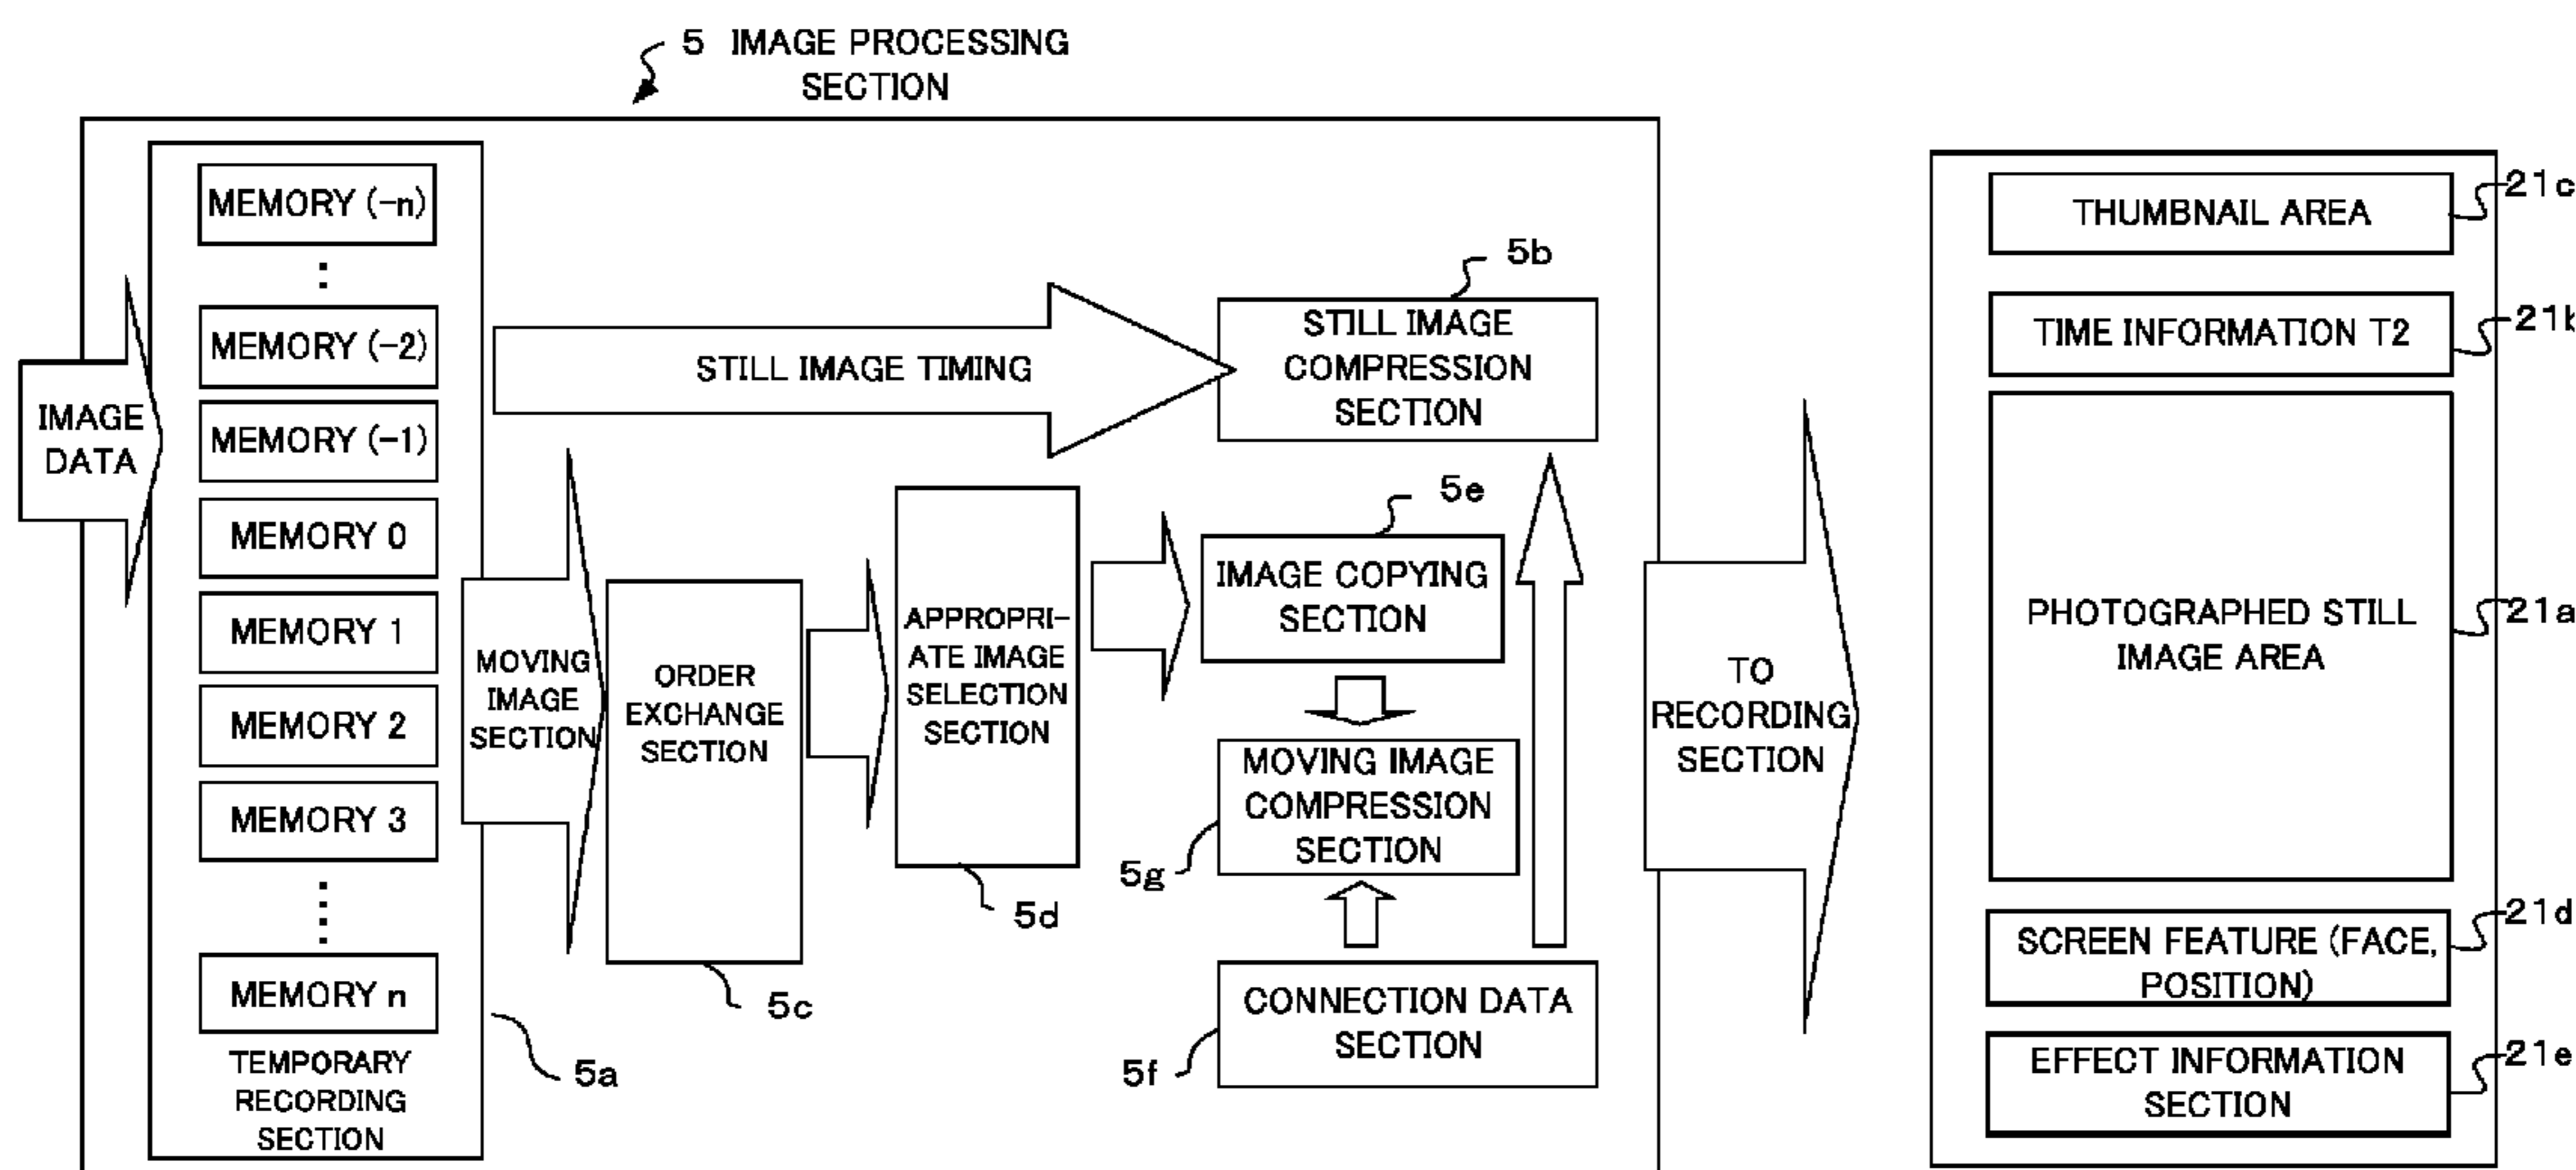 5 IMAGE PROCESSING
SECTION
IMAGE
DATA
MEMORY (-n)
MEMORY (-2)
MEMORY (-1)
MEMORY 0
MEMORY 1
MEMORY 2
MEMORY 3
MEMORY n
TEMPORARY
RECORDING
SECTION
5a
STILL IMAGE TIMING
5b
STILL IMAGE
COMPRESSION
SECTION
MOVING
IMAGE
SECTION
ORDER
EXCHANGE
SECTION
5c
APPROPRI-
ATE IMAGE
SELECTION
SECTION
5d
5e
IMAGE COPYING
SECTION
MOVING IMAGE
COMPRESSION
SECTION
5g
CONNECTION DATA
SECTION
5f
TO
RECORDING
SECTION
THUMBNAIL AREA
21c
TIME INFORMATION T2
21k
PHOTOGRAPHED STILL
IMAGE AREA
21a
SCREEN FEATURE (FACE,
POSITION)
21d
EFFECT INFORMATION
SECTION
21e